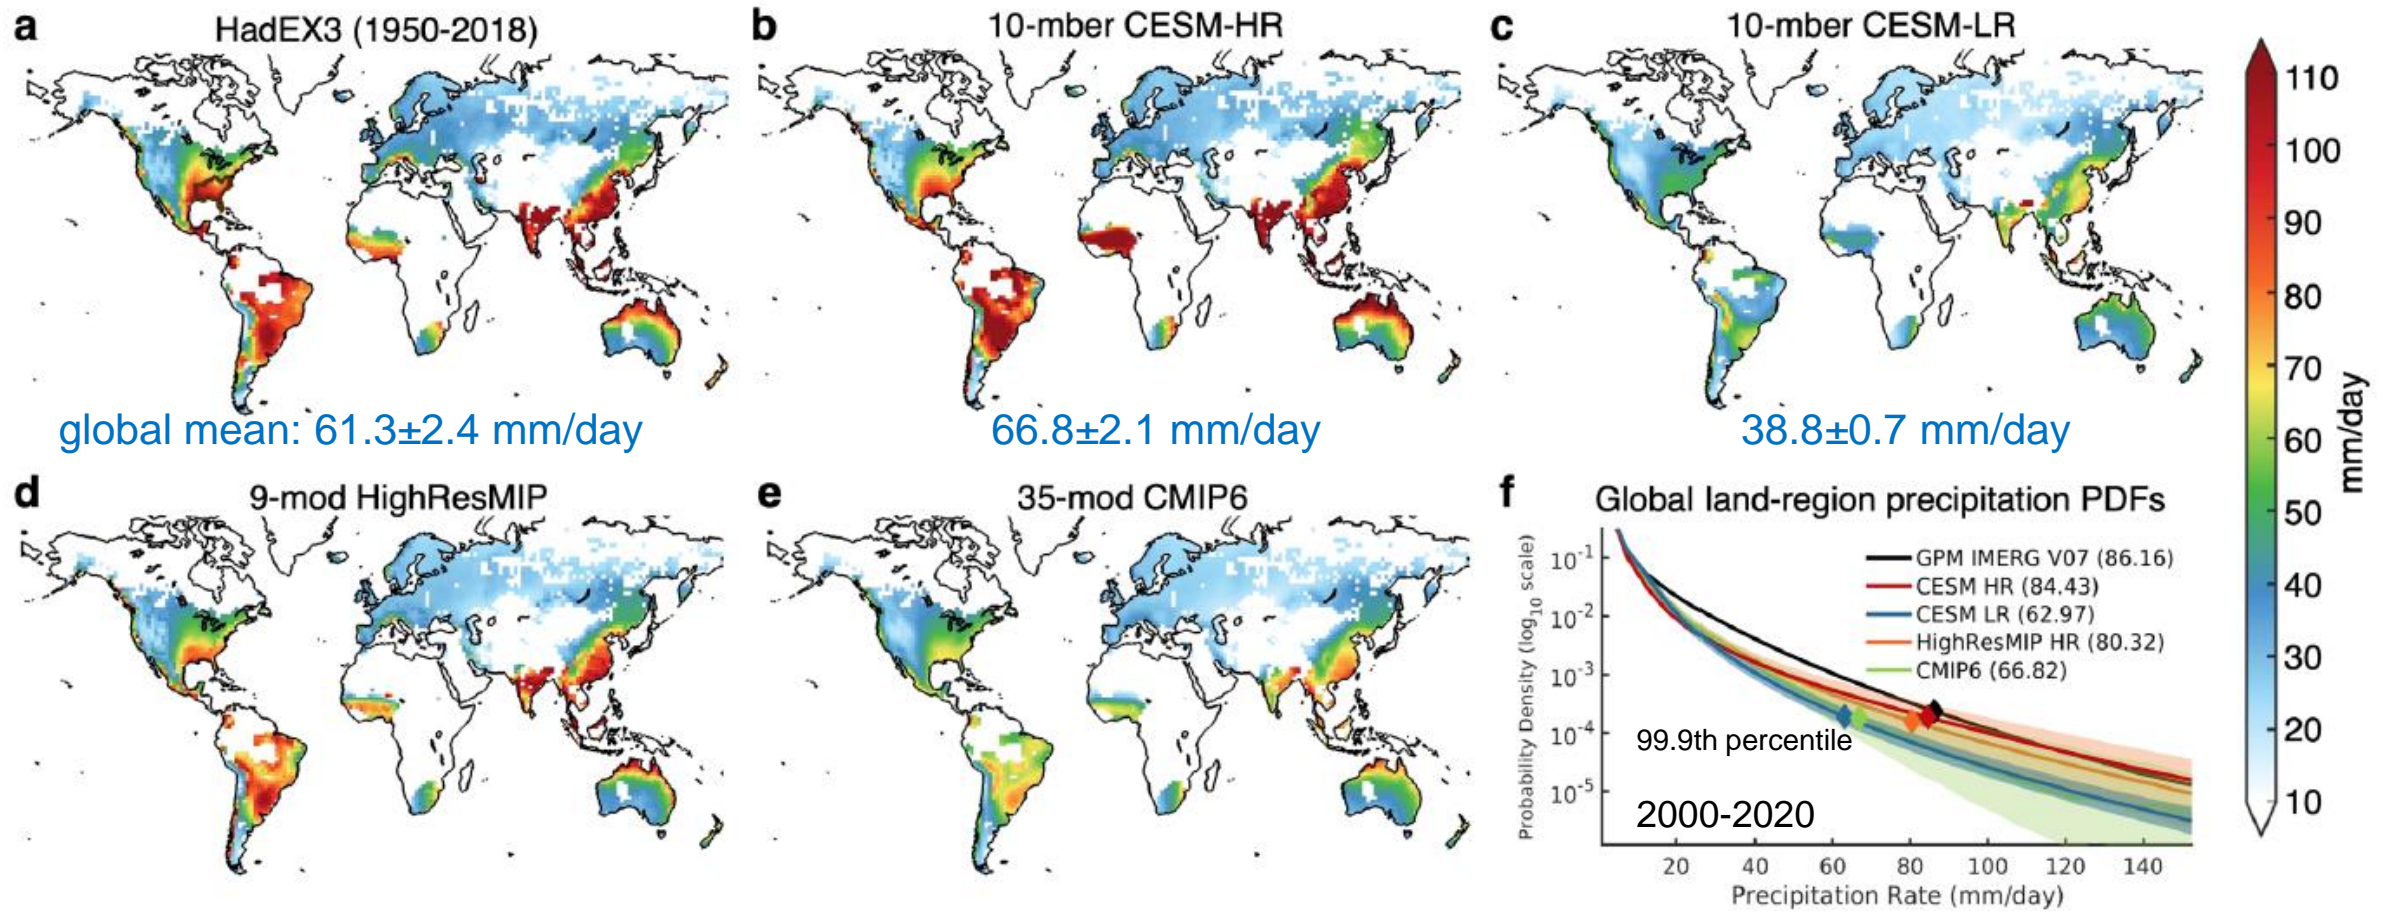 a HadEX3 (1950-2018)
b 10-mber CESM-HR
c 10-mber CESM-LR
global mean: 61.3±2.4 mm/day
66.8±2.1 mm/day
38.8±0.7 mm/day
110
100
90
80
70
60
50
40
30
20
10
mm/day
d 9-mod HighResMIP
e 35-mod CMIP6
f Global land-region precipitation PDFs
Probability Density (log10 scale)
10-1
10-2
10-3
10-4
10-5
GPM IMERG V07 (86.16)
CESM HR (84.43)
CESM LR (62.97)
HighResMIP HR (80.32)
CMIP6 (66.82)
99.9th percentile
2000-2020
20 40 60 80 100 120 140
Precipitation Rate (mm/day)